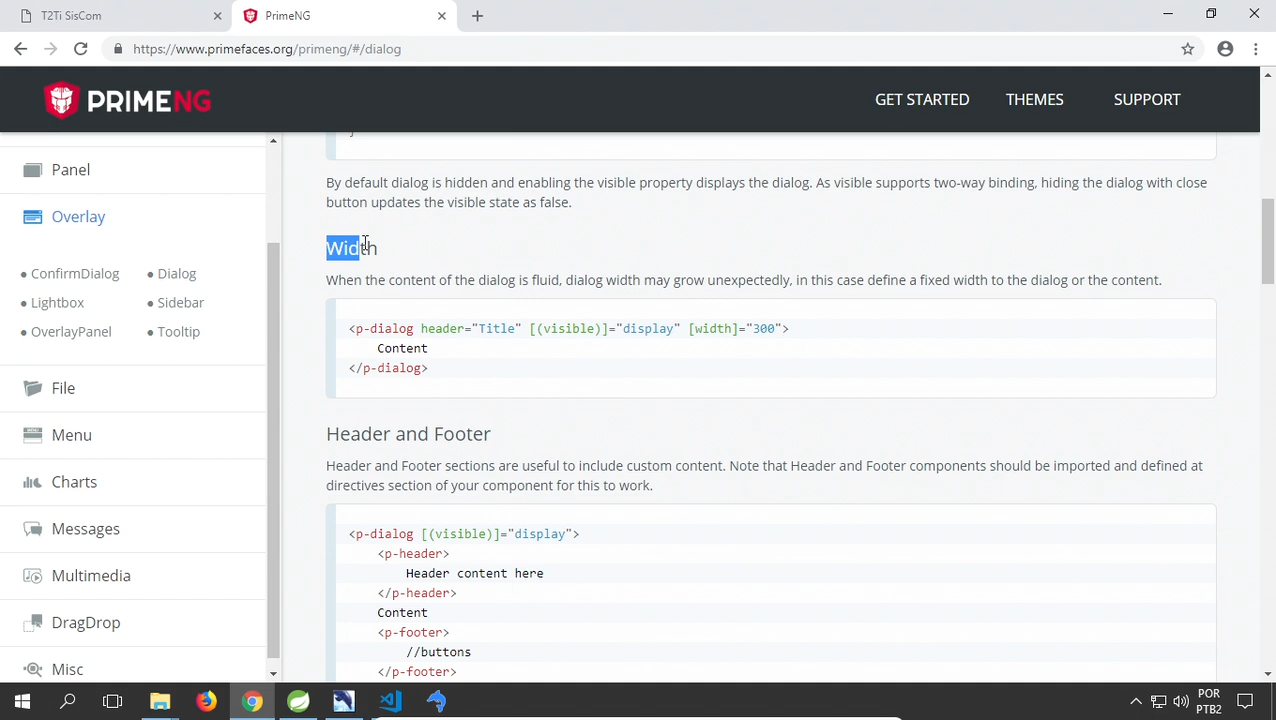 T2Ti SisCom
PrimeNG
https://www.primefaces.org/primeng/#/dialog
PRIMENG
GET STARTED
THEMES
SUPPORT
Panel
Overlay
ConfirmDialog
Dialog
Lightbox
Sidebar
OverlayPanel
Tooltip
File
Menu
Charts
Messages
Multimedia
DragDrop
Misc
By default dialog is hidden and enabling the visible property displays the dialog. As visible supports two-way binding, hiding the dialog with close
button updates the visible state as false.
Width
When the content of the dialog is fluid, dialog width may grow unexpectedly, in this case define a fixed width to the dialog or the content.
<p-dialog header="Title" [(visible)]="display" [width]="300">
Content
</p-dialog>
Header and Footer
Header and Footer sections are useful to include custom content. Note that Header and Footer components should be imported and defined at
directives section of your component for this to work.
<p-dialog [(visible)]="display">
<p-header>
Header content here
</p-header>
Content
<p-footer>
//buttons
</p-footer>
POR
PTB2